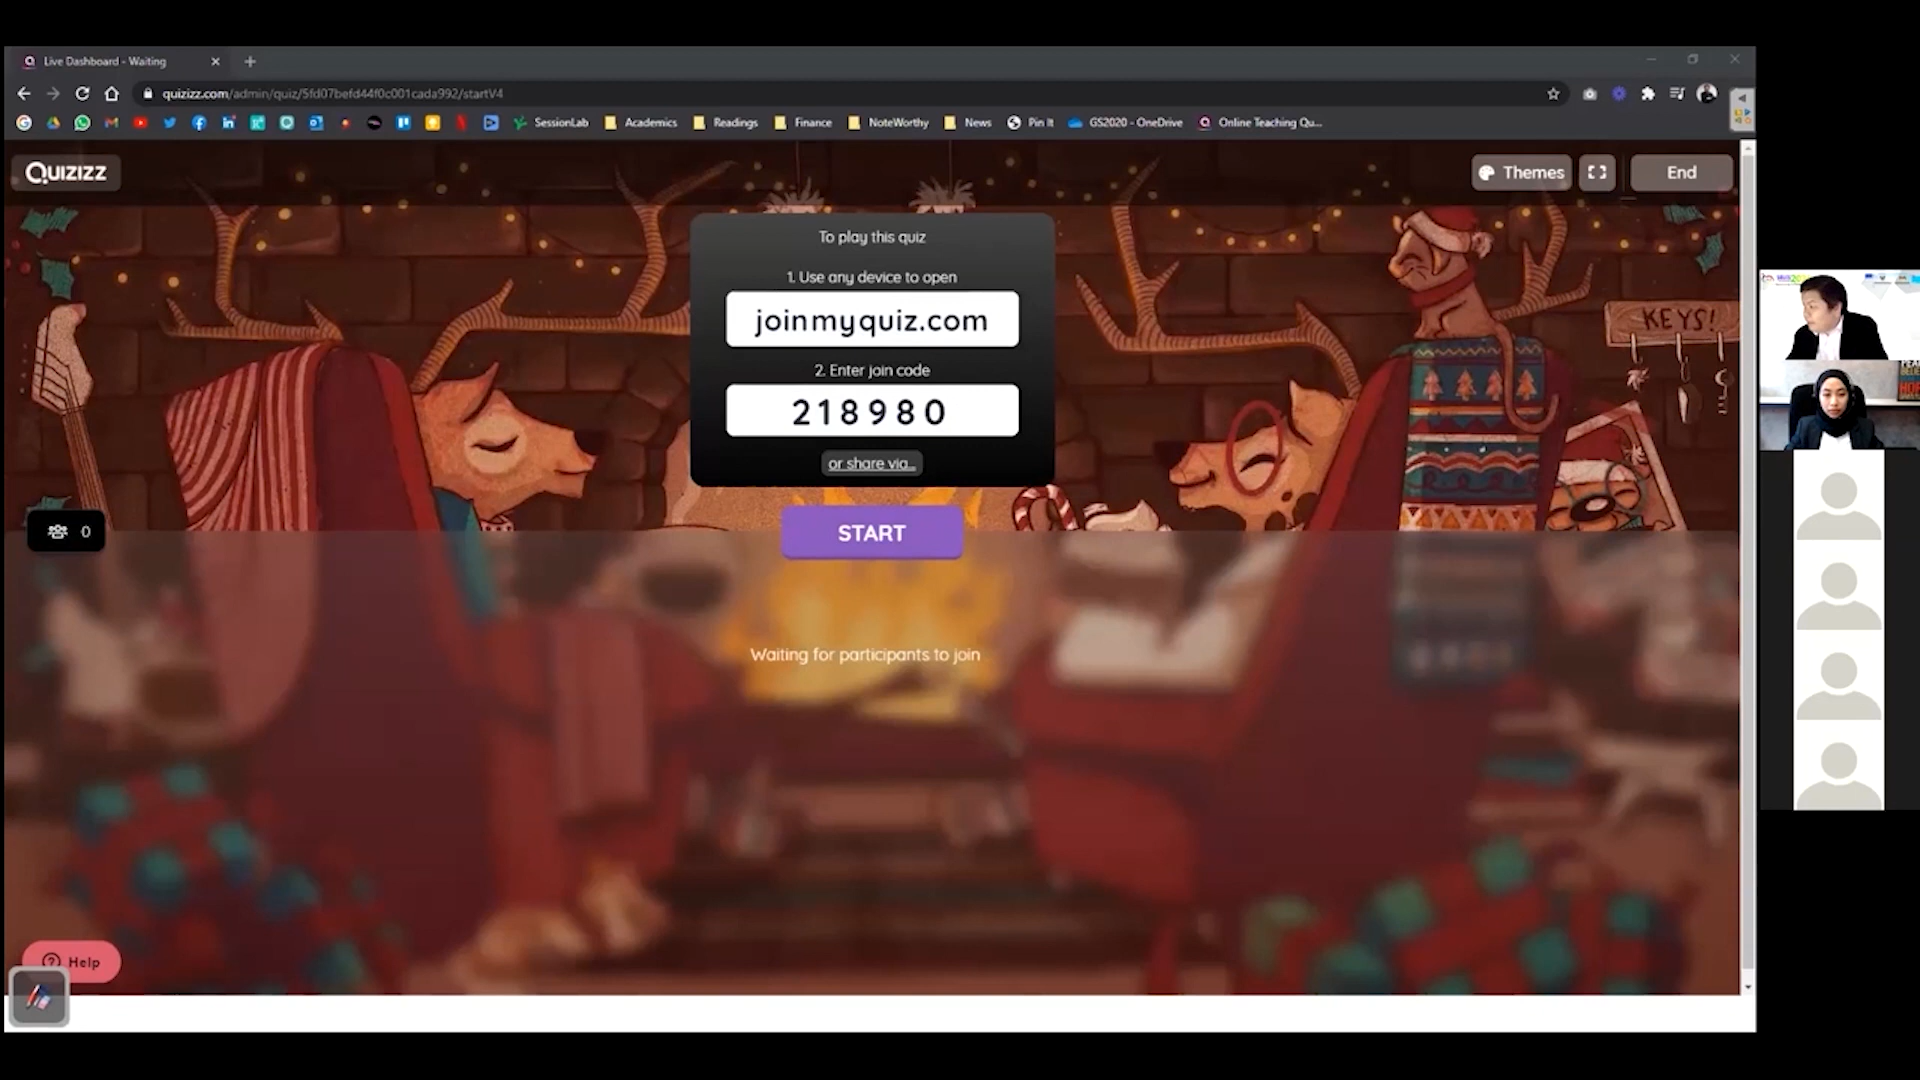 Live Dashboard - Waiting
quizizz.com/admin/quiz/5fd07befd44f0c001cada992/startV4
SessionLab
Academics
Readings
Finance
NoteWorthy
News
Pin It
GS2020 - OneDrive
Online Teaching Qu...
QUIZIZZ
Themes
End
To play this quiz
1. Use any device to open
joinmyquiz.com
2. Enter join code
218980
or share via...
KEYS!
0
START
Waiting for participants to join
Help